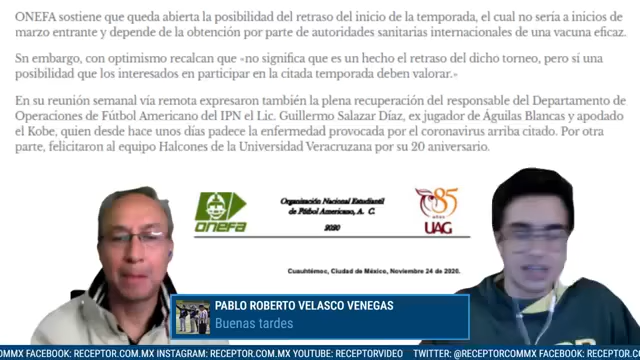 ONEFA sostiene que queda abierta la posibilidad del retraso del inicio de la temporada, el cual no sería a inicios de
marzo entrante y depende de la obtención por parte de autoridades sanitarias internacionales de una vacuna eficaz.
Sn embargo, con optimismo recalcan que «no significa que es un hecho el retraso del dicho torneo, pero sí una
posibilidad que los interesados en participar en la citada temporada deben valorar.»
En su reunión semanal vía remota expresaron también la plena recuperación del responsable del Departamento de
Operaciones de Fútbol Americano del IPN el Lic. Guillermo Salazar Díaz, ex jugador de Águilas Blancas y apodado
el Kobe, quien desde hace unos días padece la enfermedad provocada por el coronavirus arriba citado. Por otra
parte, felicitaron al equipo Halcones de la Universidad Veracruzana por su 20 aniversario.
onefa
Organización Nacional Estudiantil
de Fútbol Americano, A. C.
2020
85
años
UAG
Cuauhtémoc, Ciudad de México, Noviembre 24 de 2020.
PABLO ROBERTO VELASCO VENEGAS
Buenas tardes
OMMX FACEBOOK: RECEPTOR.COM.MX INSTAGRAM: RECEPTOR.COM.MX YOUTUBE: RECEPTORVIDEO TWITTER: @RECEPTORCOMMX FACEBOOK: RECEPTOR.C